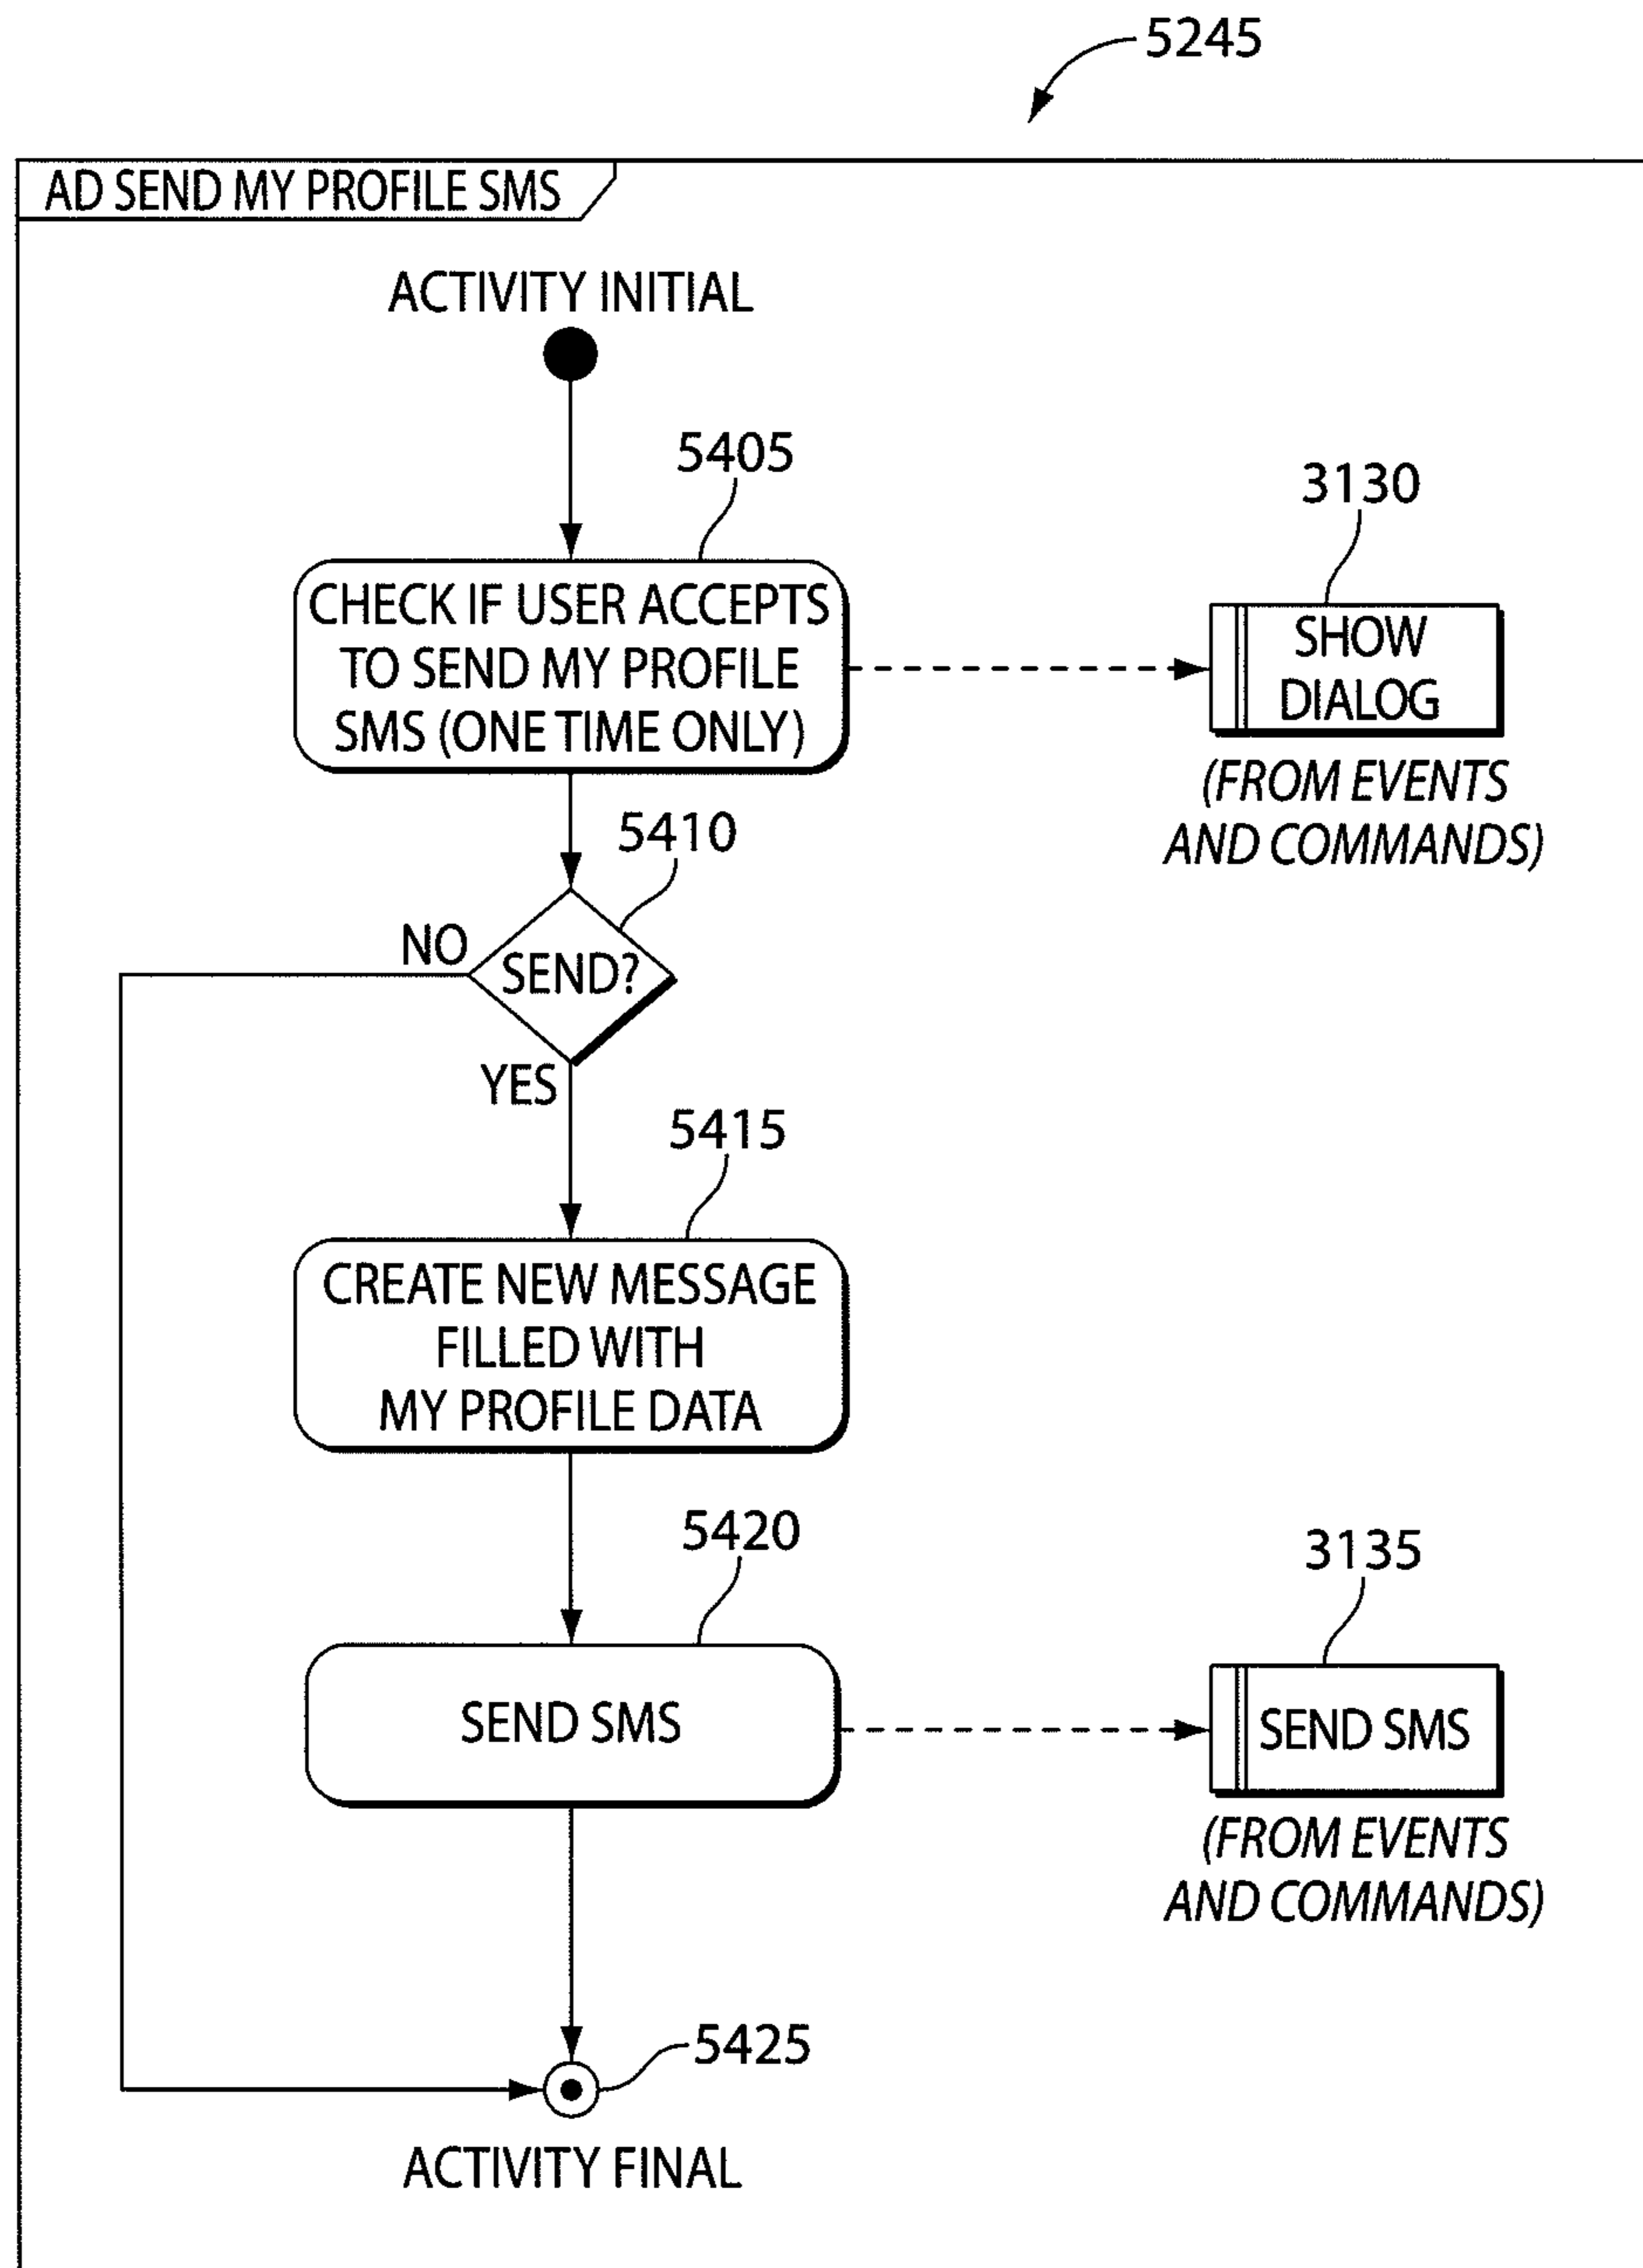 5245
AD SEND MY PROFILE SMS
ACTIVITY INITIAL
5405
CHECK IF USER ACCEPTS
TO SEND MY PROFILE
SMS (ONE TIME ONLY)
3130
SHOW
DIALOG
(FROM EVENTS
AND COMMANDS)
5410
NO
SEND?
YES
5415
CREATE NEW MESSAGE
FILLED WITH
MY PROFILE DATA
5420
SEND SMS
3135
SEND SMS
(FROM EVENTS
AND COMMANDS)
5425
ACTIVITY FINAL